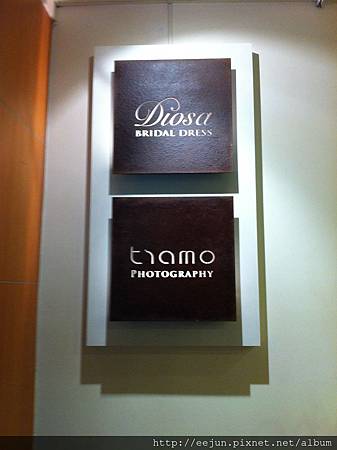 Diosa
BRIDAL DRESS
tiamo
PHOTOGRAPHY
http://eejun.pixnet.net/album